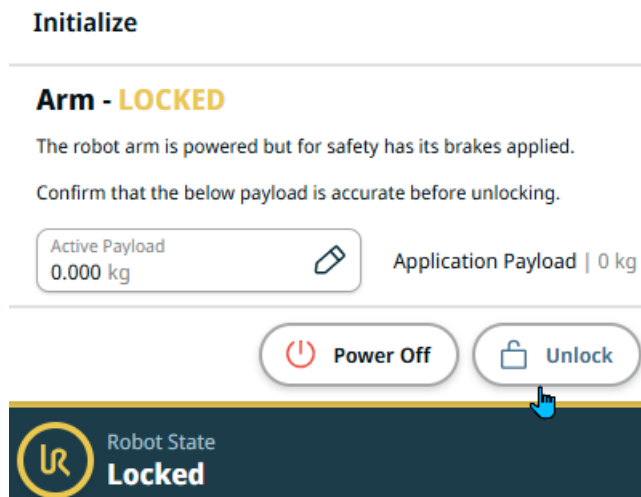 Initialize
Arm - LOCKED
The robot arm is powered but for safety has its brakes applied.
Confirm that the below payload is accurate before unlocking.
Active Payload
0.000 kg
Application Payload | 0 kg
Power Off
Unlock
UR
Robot State
Locked